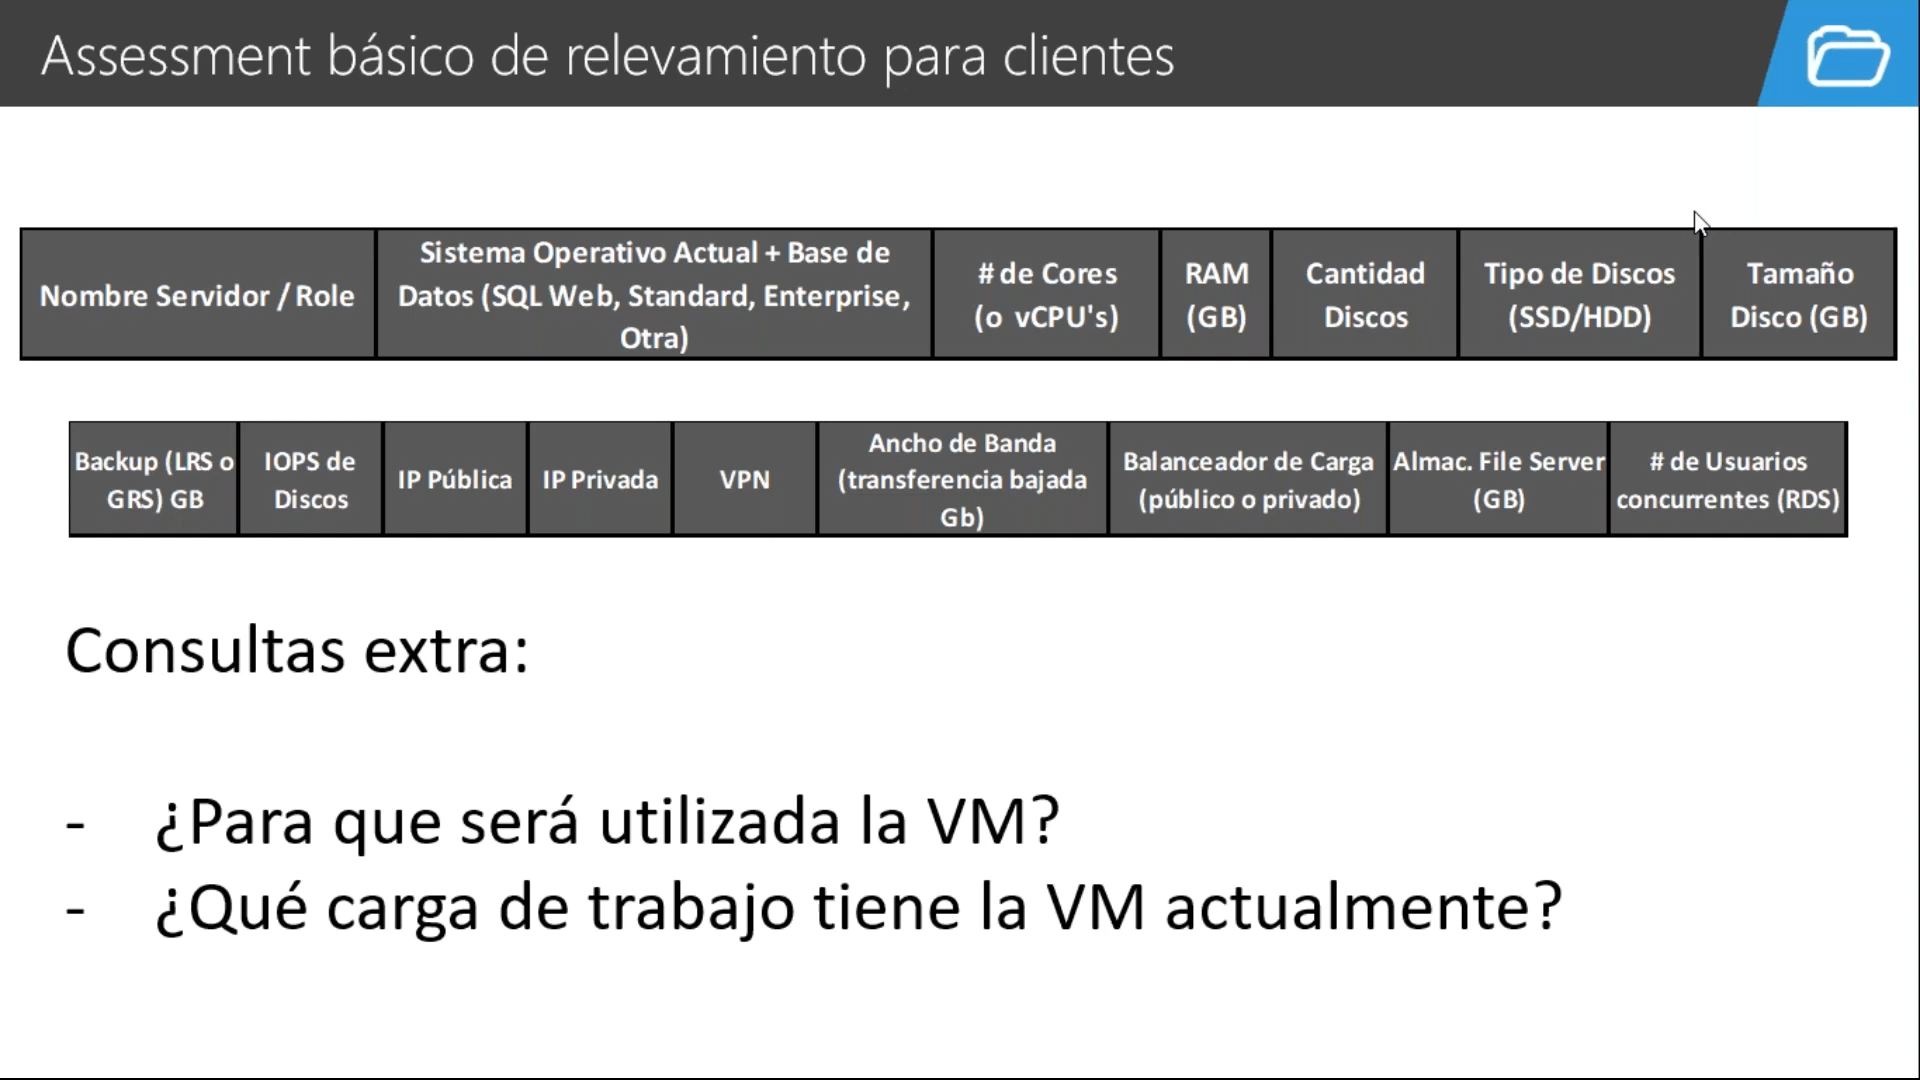 Assessment básico de relevamiento para clientes
Nombre Servidor / Role
Sistema Operativo Actual + Base de
Datos (SQL Web, Standard, Enterprise,
Otra)
# de Cores
(o vCPU's)
RAM
(GB)
Cantidad
Discos
Tipo de Discos
(SSD/HDD)
Tamaño
Disco (GB)
Backup (LRS o
GRS) GB
IOPS de
Discos
IP Pública
IP Privada
VPN
Ancho de Banda
(transferencia bajada
Gb)
Balanceador de Carga
(público o privado)
Almac. File Server
(GB)
# de Usuarios
concurrentes (RDS)
Consultas extra:
- ¿Para que será utilizada la VM?
- ¿Qué carga de trabajo tiene la VM actualmente?